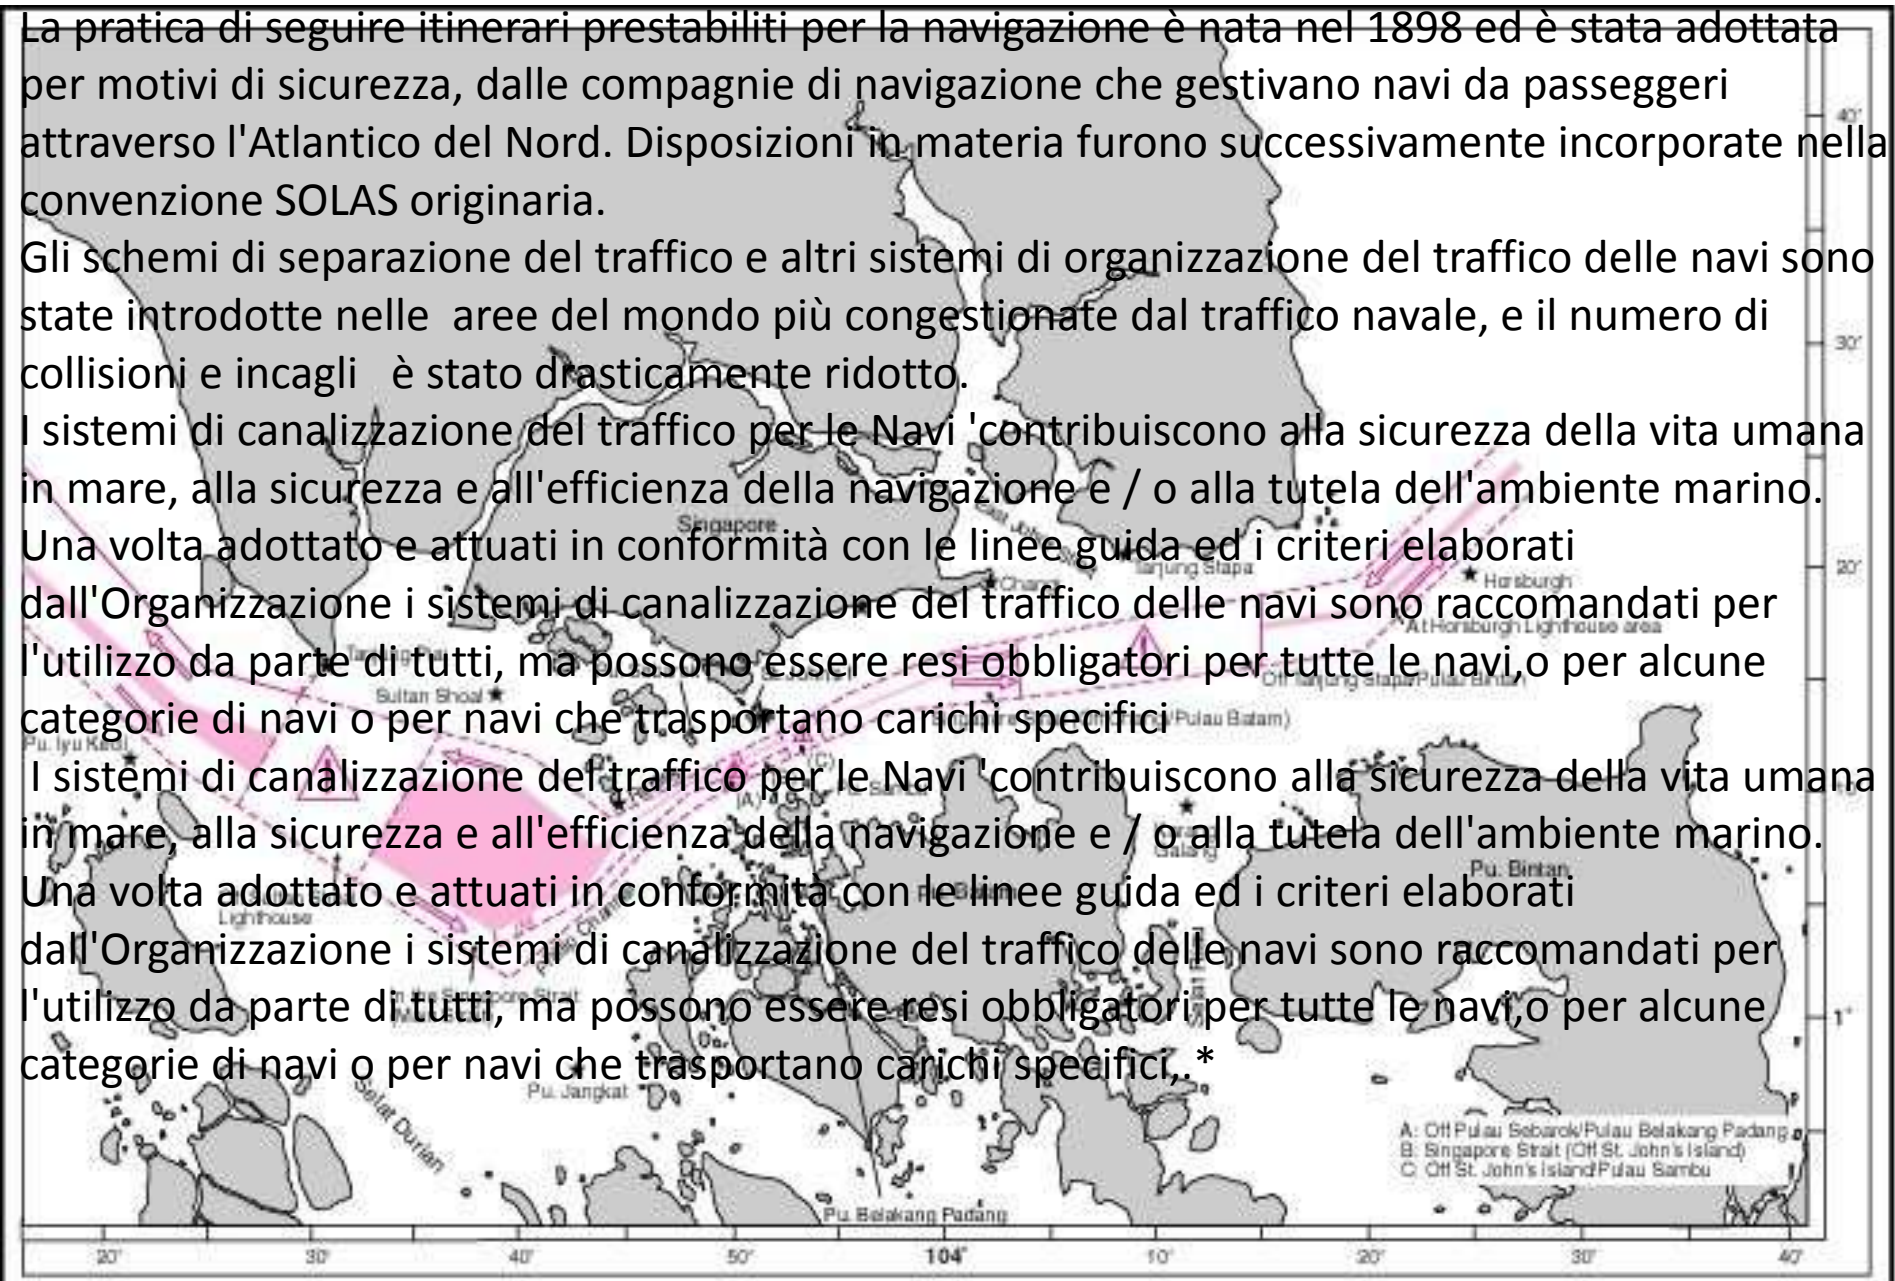 La pratica di seguire itinerari prestabiliti per la navigazione è nata nel 1898 ed è stata adottata
per motivi di sicurezza, dalle compagnie di navigazione che gestivano navi da passeggeri
attraverso l'Atlantico del Nord. Disposizioni in materia furono successivamente incorporate nella
convenzione SOLAS originaria.
Gli schemi di separazione del traffico e altri sistemi di organizzazione del traffico delle navi sono
state introdotte nelle  aree del mondo più congestionate dal traffico navale, e il numero di
collisioni e incagli   è stato drasticamente ridotto.
I sistemi di canalizzazione del traffico per le Navi 'contribuiscono alla sicurezza della vita umana
in mare, alla sicurezza e all'efficienza della navigazione e / o alla tutela dell'ambiente marino.
Una volta adottato e attuati in conformità con le linee guida ed i criteri elaborati
dall'Organizzazione i sistemi di canalizzazione del traffico delle navi sono raccomandati per
l'utilizzo da parte di tutti, ma possono essere resi obbligatori per tutte le navi,o per alcune
categorie di navi o per navi che trasportano carichi specifici
I sistemi di canalizzazione del traffico per le Navi 'contribuiscono alla sicurezza della vita umana
in mare, alla sicurezza e all'efficienza della navigazione e / o alla tutela dell'ambiente marino.
Una volta adottato e attuati in conformità con le linee guida ed i criteri elaborati
dall'Organizzazione i sistemi di canalizzazione del traffico delle navi sono raccomandati per
l'utilizzo da parte di tutti, ma possono essere resi obbligatori per tutte le navi,o per alcune
categorie di navi o per navi che trasportano carichi specifici,.*
40'
30'
20'
1°
Singapore
Horsburgh
At Horsburgh Lighthouse area
Tanjung Stapa
Off Tanjung Stapa/Pulau Bintan
Sultan Shoal
/Pulau Batam)
(C)
(A)
Pu. Bintan
Lighthouse
Pu. Jangkat
Selat Durian
Pu. Belakang Padang
A: Off Pulau Sebarok/Pulau Belakang Padang
B: Singapore Strait (Off St. John's Island)
C: Off St. John's Island/Pulau Sambu
20' 30' 40' 50' 104° 10' 20' 30' 40'